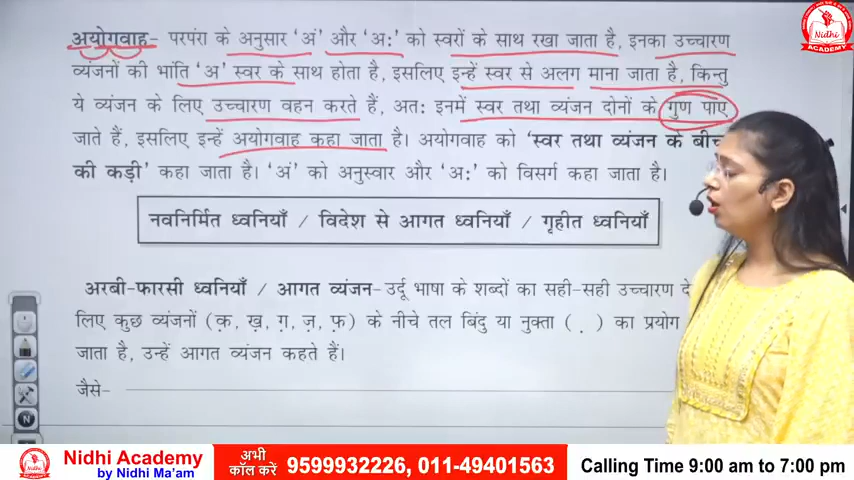 अयोगवाह- परपंरा के अनुसार ‘अं’ और ‘अः’ को स्वरों के साथ रखा जाता है, इनका उच्चारण
व्यंजनों की भांति ‘अ’ स्वर के साथ होता है, इसलिए इन्हें स्वर से अलग माना जाता है, किन्तु
ये व्यंजन के लिए उच्चारण वहन करते हैं, अतः इनमें स्वर तथा व्यंजन दोनों के गुण पाए
जाते हैं, इसलिए इन्हें अयोगवाह कहा जाता है। अयोगवाह को ‘स्वर तथा व्यंजन के बीच
की कड़ी’ कहा जाता है। ‘अं’ को अनुस्वार और ‘अः’ को विसर्ग कहा जाता है।
नवनिर्मित ध्वनियाँ / विदेश से आगत ध्वनियाँ / गृहीत ध्वनियाँ
अरबी-फारसी ध्वनियाँ / आगत व्यंजन- उर्दू भाषा के शब्दों का सही-सही उच्चारण दे
लिए कुछ व्यंजनों (क़, ख़, ग़, ज़, फ़) के नीचे तल बिंदु या नुक्ता ( . ) का प्रयोग
जाता है, उन्हें आगत व्यंजन कहते हैं।
जैसे-
Nidhi
ACADEMY
N
Nidhi Academy
by Nidhi Ma'am
अभी
कॉल करें
9599932226, 011-49401563
Calling Time 9:00 am to 7:00 pm